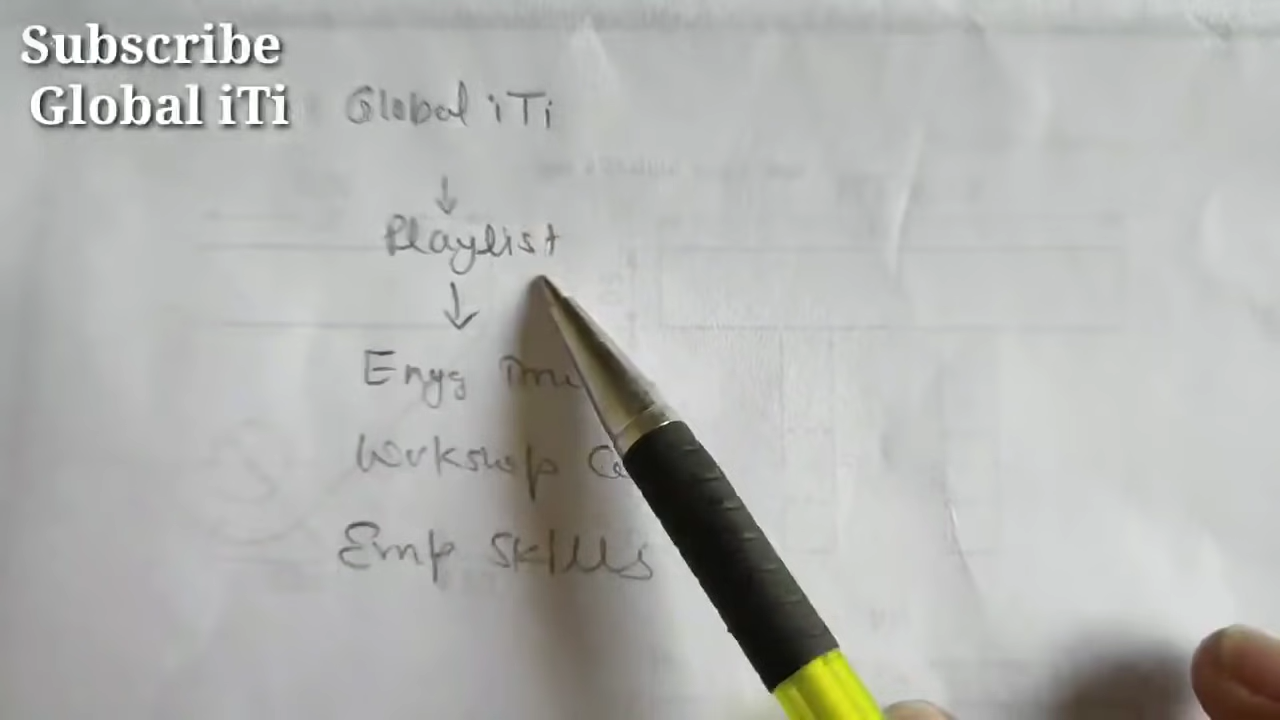 Subscribe
Global iTi
Global iTi
↓
Playlist
↓
Engg
Workshop
Emp Skills